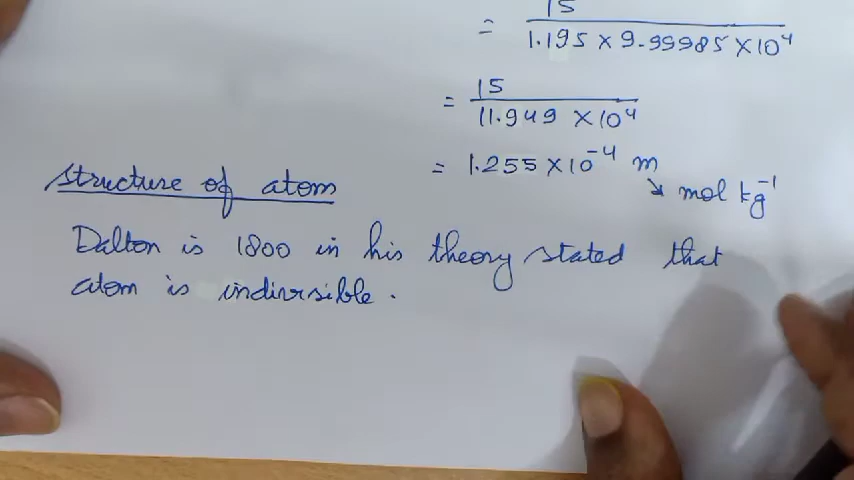 15
= 1.195 × 9.99985 × 10⁴
15
= 11.949 × 10⁴
= 1.255 × 10⁻⁴ m
→ mol kg⁻¹
Structure of atom
Dalton is 1800 in his theory stated that
atom is indivisible.